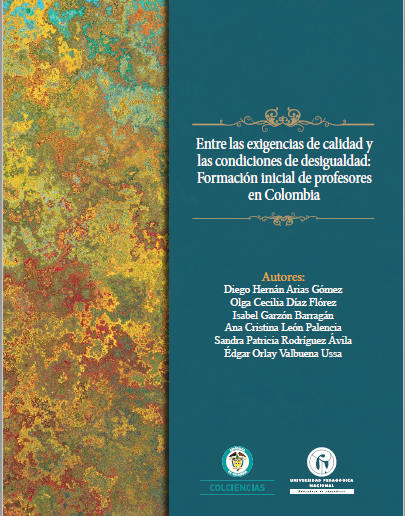 Entre las exigencias de calidad y
las condiciones de desigualdad:
Formación inicial de profesores
en Colombia
Autores:
Diego Hernán Arias Gómez
Olga Cecilia Díaz Flórez
Isabel Garzón Barragán
Ana Cristina León Palencia
Sandra Patricia Rodríguez Ávila
Édgar Orlay Valbuena Ussa
COLCIENCIAS
UNIVERSIDAD PEDAGÓGICA
NACIONAL